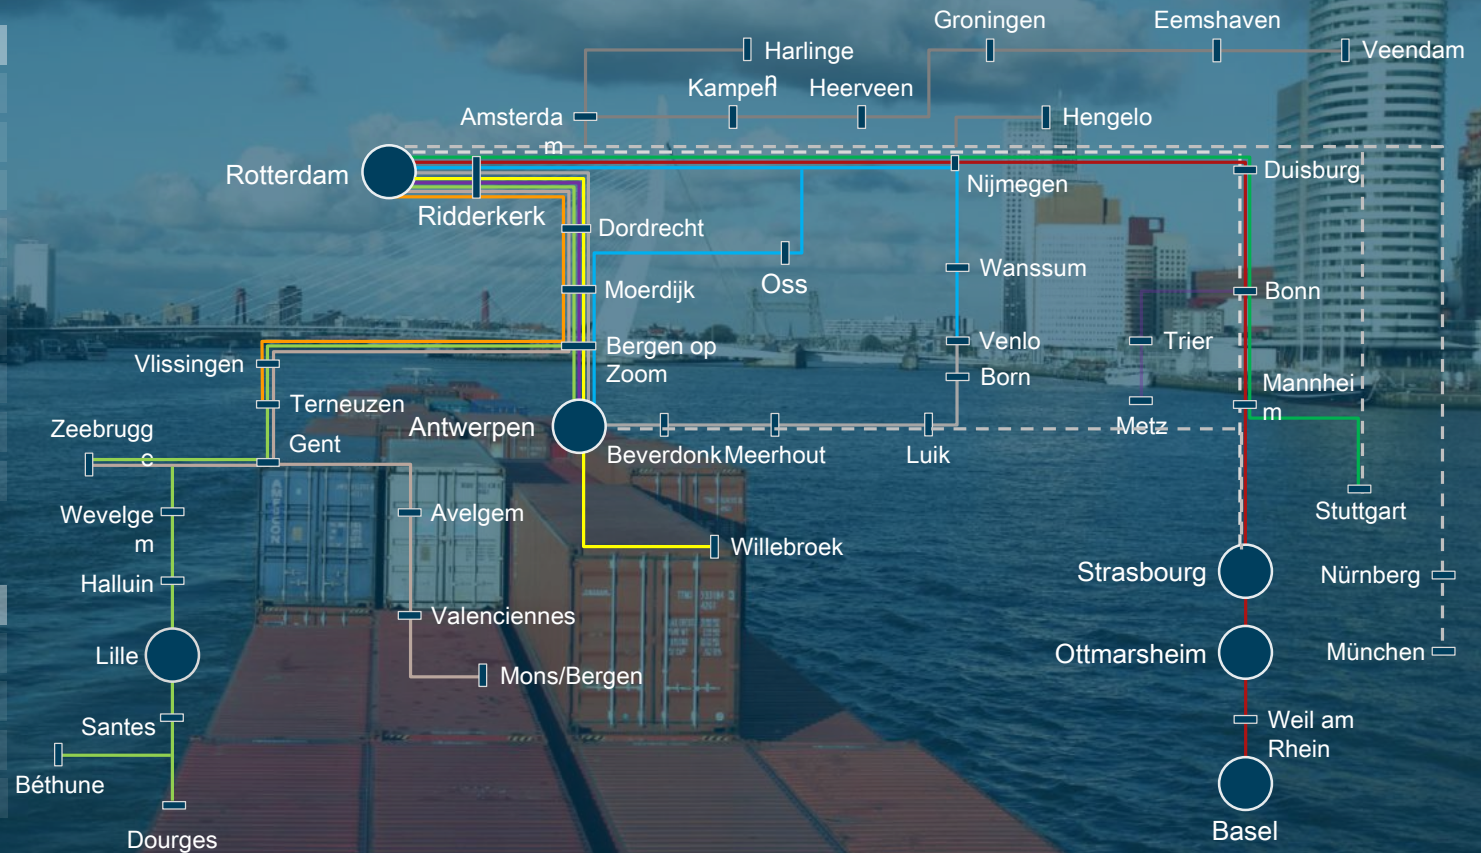 Groningen
Eemshaven
Harlinge
n
Veendam
Kampen
Heerveen
Amsterda
m
Hengelo
Rotterdam
Ridderkerk
Nijmegen
Duisburg
Dordrecht
Wanssum
Oss
Moerdijk
Bonn
Vlissingen
Bergen op
Zoom
Venlo
Trier
Born
Mannhei
m
Terneuzen
Zeebrugg
e
Gent
Antwerpen
Metz
Beverdonk
Meerhout
Luik
Wevelge
m
Avelgem
Stuttgart
Willebroek
Halluin
Strasbourg
Nürnberg
Valenciennes
Lille
Ottmarsheim
München
Mons/Bergen
Santes
Weil am
Rhein
Béthune
Dourges
Basel